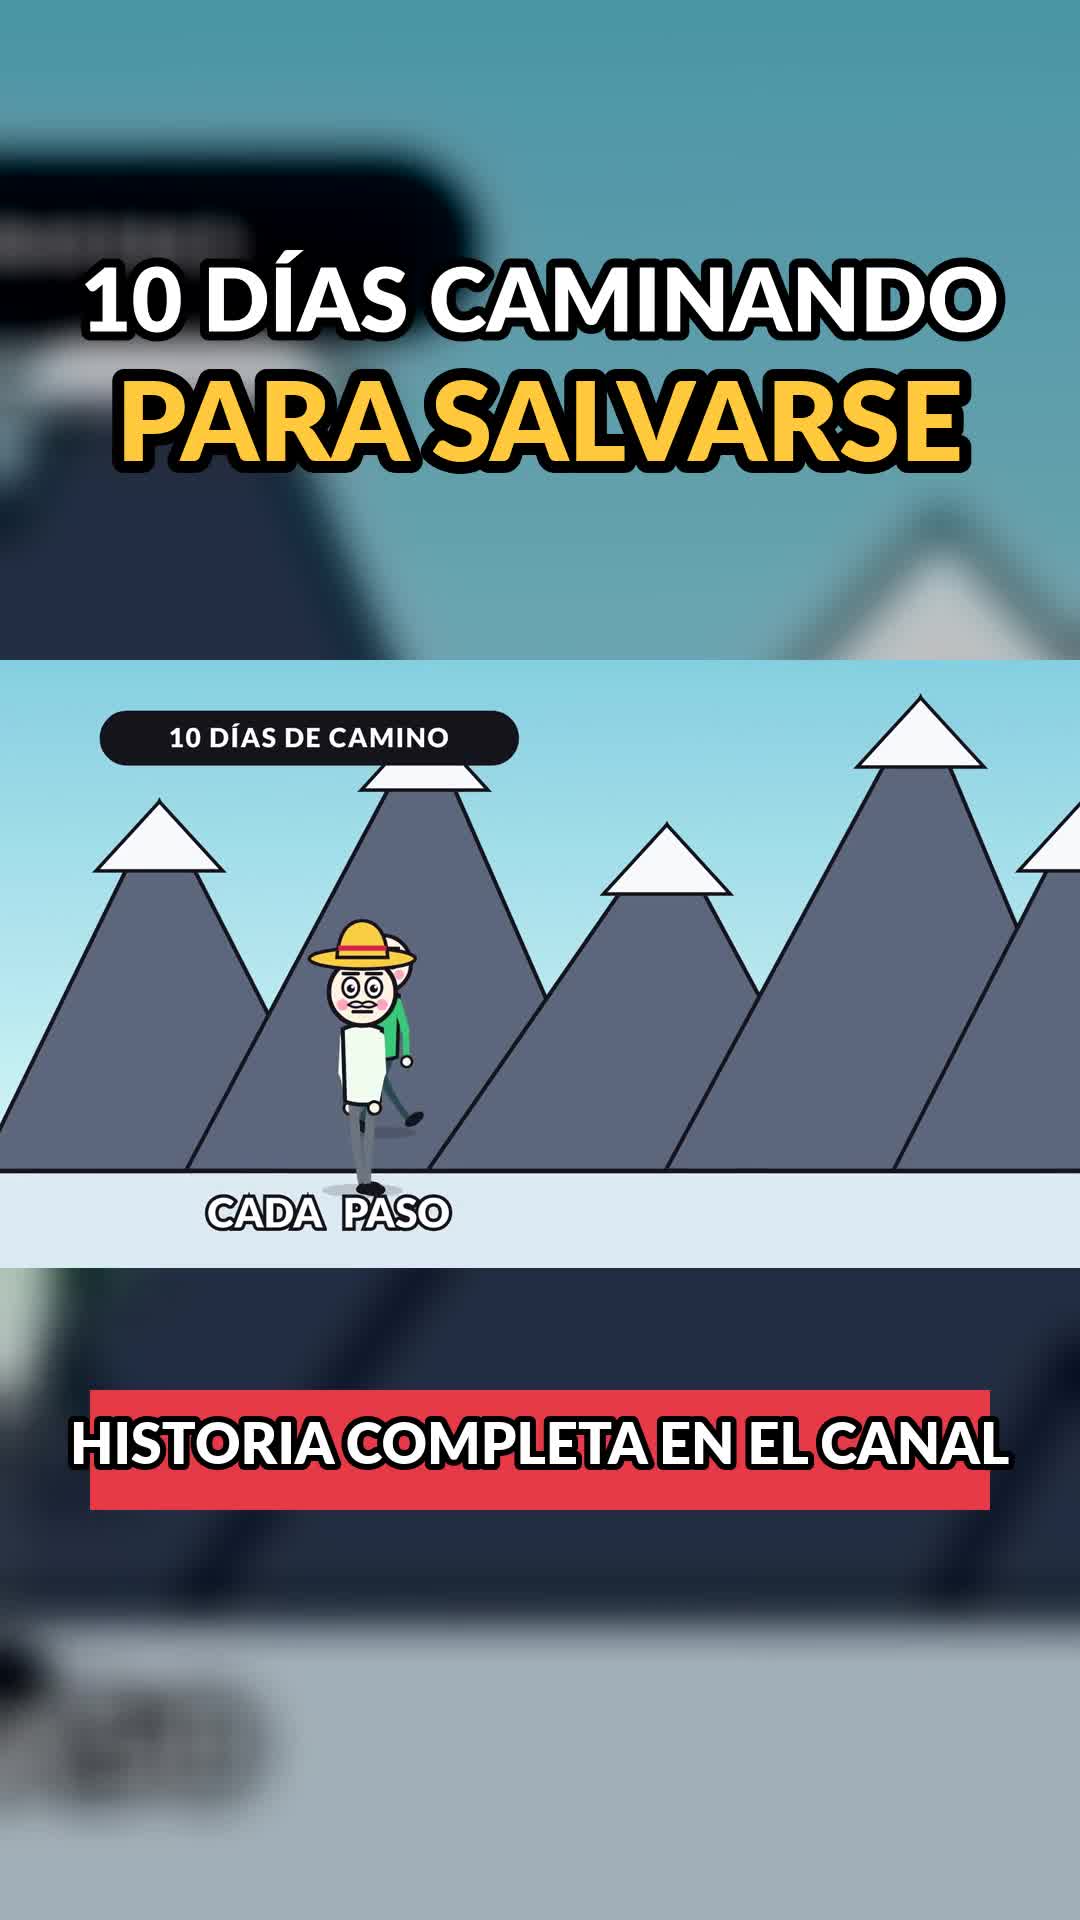 10 DÍAS CAMINANDO
PARA SALVARSE
10 DÍAS DE CAMINO
CADA PASO
HISTORIA COMPLETA EN EL CANAL